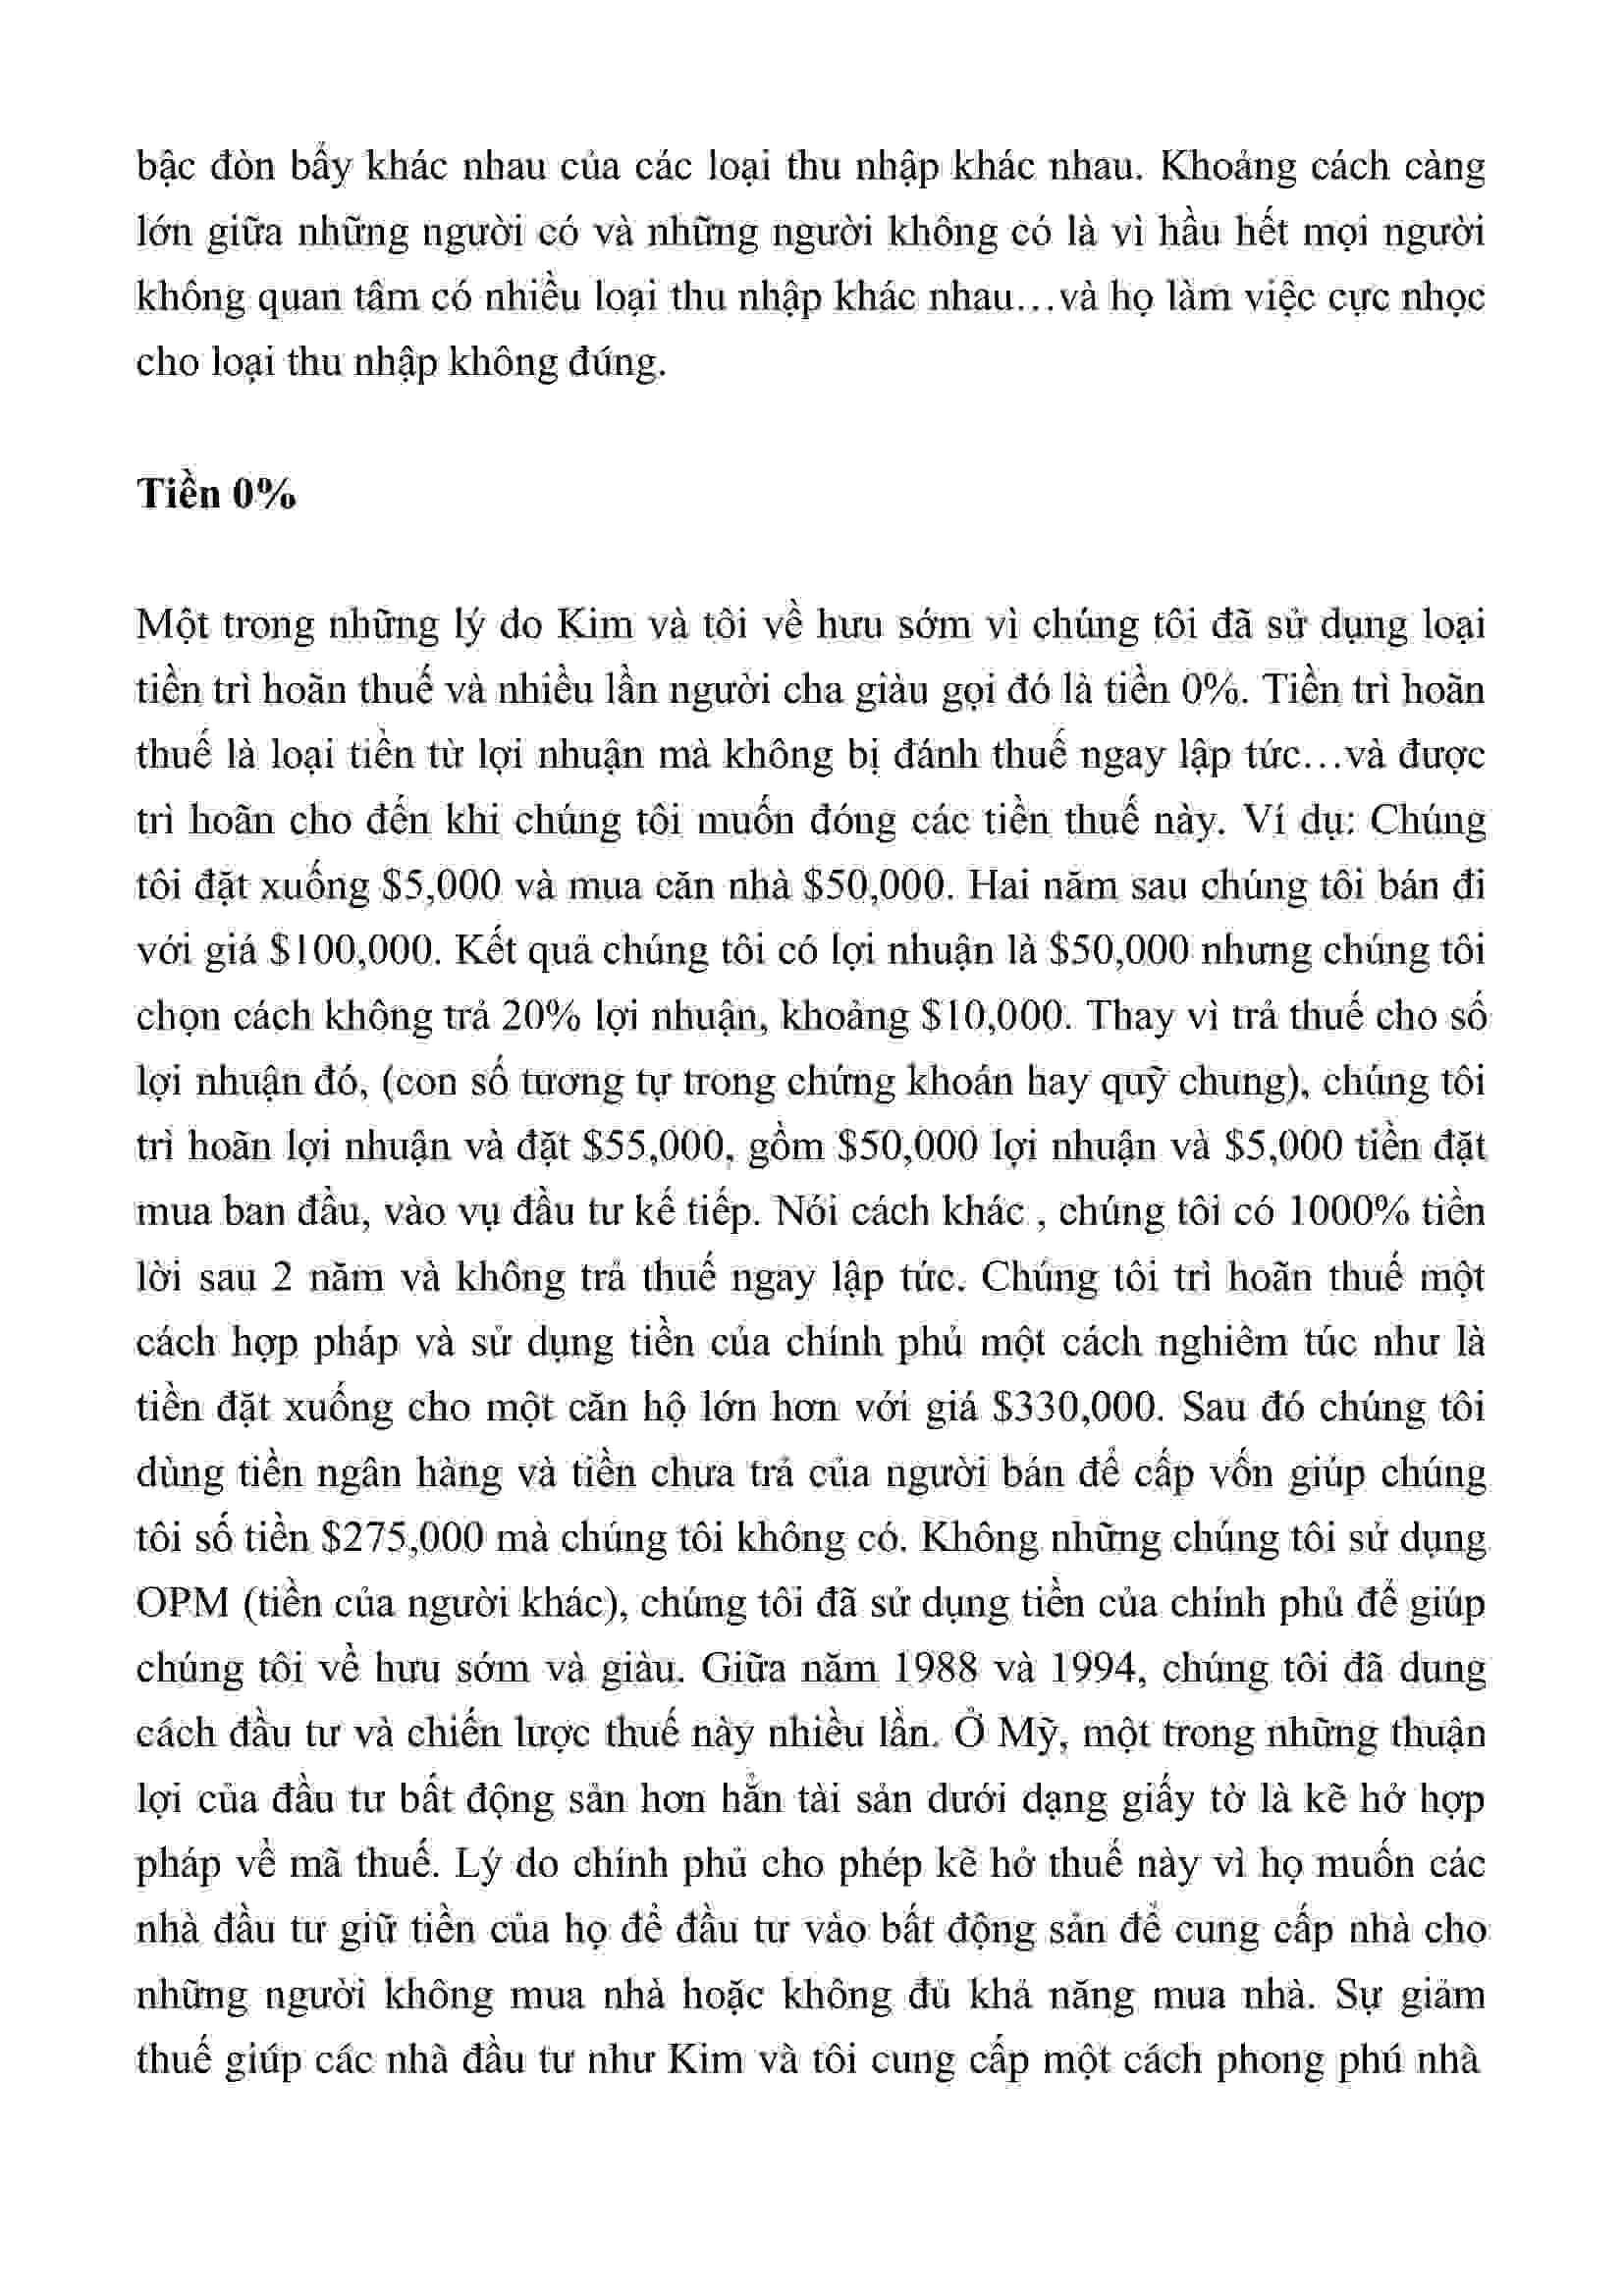 bậc đòn bẩy khác nhau của các loại thu nhập khác nhau. Khoảng cách càng
lớn giữa những người có và những người không có là vì hầu hết mọi người
không quan tâm có nhiều loại thu nhập khác nhau…và họ làm việc cực nhọc
cho loại thu nhập không đúng.
Tiền 0%
Một trong những lý do Kim và tôi về hưu sớm vì chúng tôi đã sử dụng loại
tiền trì hoãn thuế và nhiều lần người cha giàu gọi đó là tiền 0%. Tiền trì hoãn
thuế là loại tiền từ lợi nhuận mà không bị đánh thuế ngay lập tức…và được
trì hoãn cho đến khi chúng tôi muốn đóng các tiền thuế này. Ví dụ: Chúng
tôi đặt xuống $5,000 và mua căn nhà $50,000. Hai năm sau chúng tôi bán đi
với giá $100,000. Kết quả chúng tôi có lợi nhuận là $50,000 nhưng chúng tôi
chọn cách không trả 20% lợi nhuận, khoảng $10,000. Thay vì trả thuế cho số
lợi nhuận đó, (con số tương tự trong chứng khoán hay quỹ chung), chúng tôi
trì hoãn lợi nhuận và đặt $55,000, gồm $50,000 lợi nhuận và $5,000 tiền đặt
mua ban đầu, vào vụ đầu tư kế tiếp. Nói cách khác , chúng tôi có 1000% tiền
lời sau 2 năm và không trả thuế ngay lập tức. Chúng tôi trì hoãn thuế một
cách hợp pháp và sử dụng tiền của chính phủ một cách nghiêm túc như là
tiền đặt xuống cho một căn hộ lớn hơn với giá $330,000. Sau đó chúng tôi
dùng tiền ngân hàng và tiền chưa trả của người bán để cấp vốn giúp chúng
tôi số tiền $275,000 mà chúng tôi không có. Không những chúng tôi sử dụng
OPM (tiền của người khác), chúng tôi đã sử dụng tiền của chính phủ để giúp
chúng tôi về hưu sớm và giàu. Giữa năm 1988 và 1994, chúng tôi đã dung
cách đầu tư và chiến lược thuế này nhiều lần. Ở Mỹ, một trong những thuận
lợi của đầu tư bất động sản hơn hẳn tài sản dưới dạng giấy tờ là kẽ hở hợp
pháp về mã thuế. Lý do chính phủ cho phép kẽ hở thuế này vì họ muốn các
nhà đầu tư giữ tiền của họ để đầu tư vào bất động sản để cung cấp nhà cho
những người không mua nhà hoặc không đủ khả năng mua nhà. Sự giảm
thuế giúp các nhà đầu tư như Kim và tôi cung cấp một cách phong phú nhà